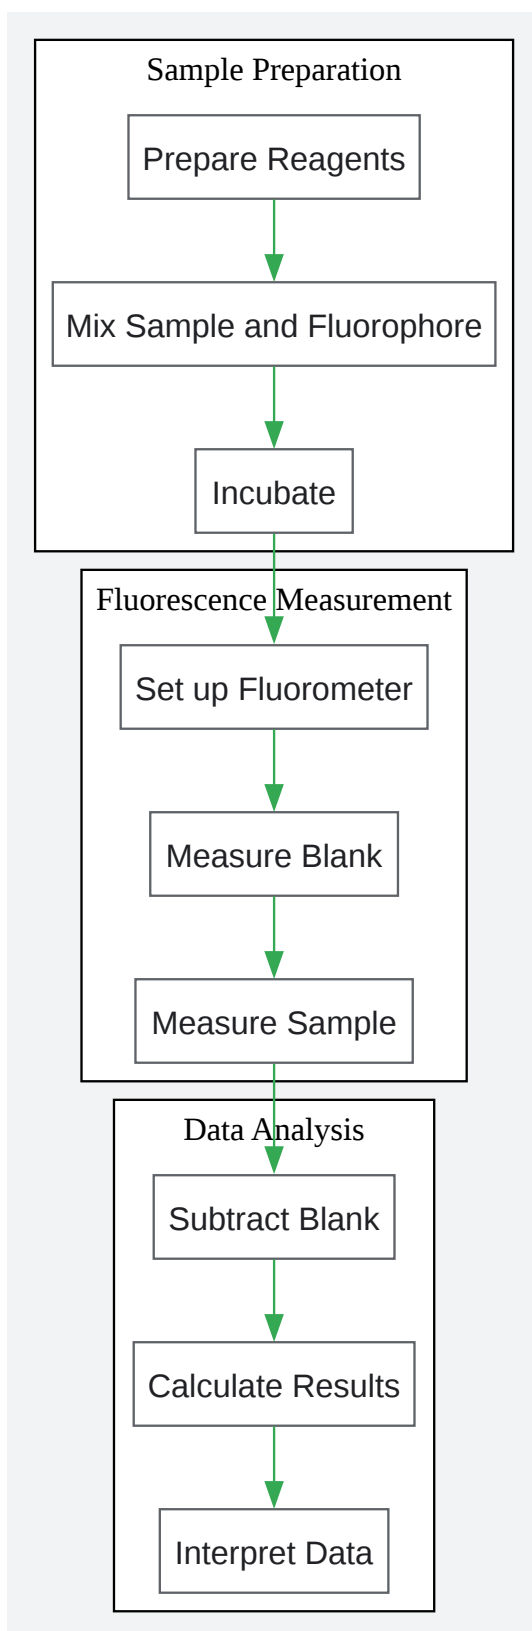 Sample Preparation
Prepare Reagents
Mix Sample and Fluorophore
Incubate
Fluorescence Measurement
Set up Fluorometer
Measure Blank
Measure Sample
Data Analysis
Subtract Blank
Calculate Results
Interpret Data